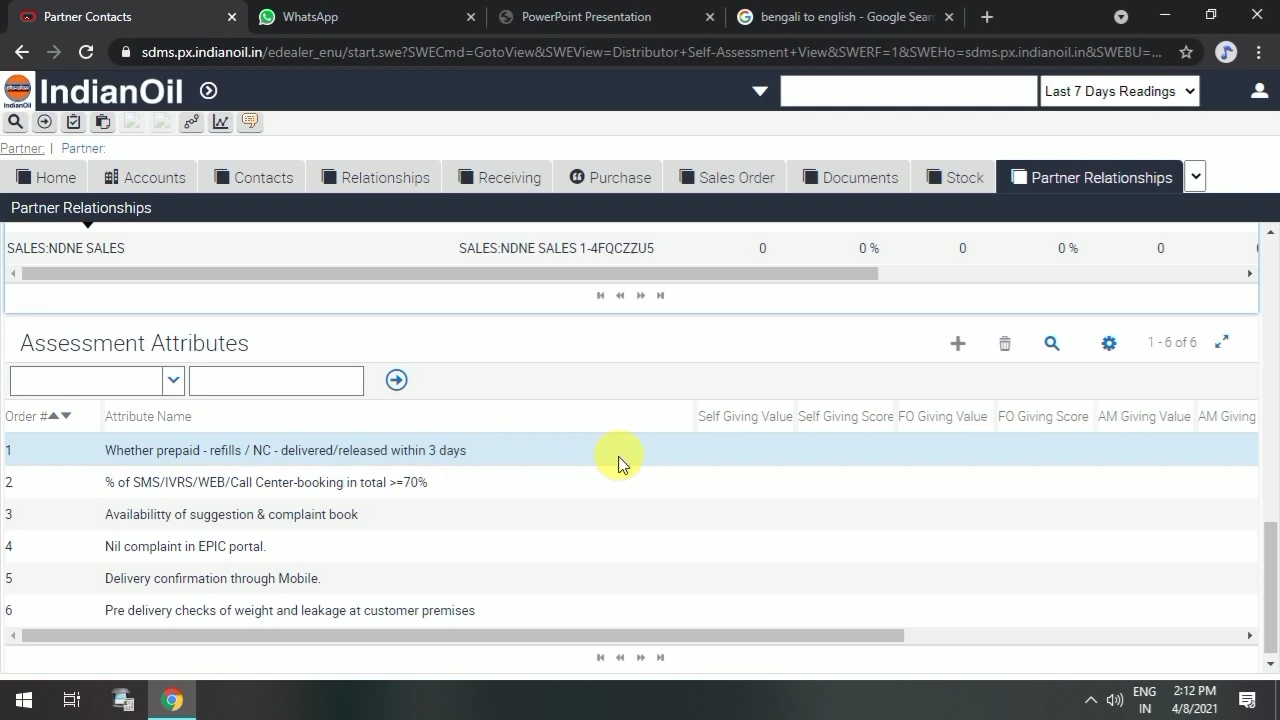 Partner Contacts WhatsApp PowerPoint Presentation bengali to english - Google Sear
sdms.px.indianoil.in/edealer_enu/start.swe?SWECmd=GotoView&SWEView=Distributor+Self-Assessment+View&SWERF=1&SWEHo=sdms.px.indianoil.in&SWEBU=...
IndianOil IndianOil Last 7 Days Readings
Partner: | Partner:
Home Accounts Contacts Relationships Receiving Purchase Sales Order Documents Stock Partner Relationships
Partner Relationships
SALES:NDNE SALES SALES:NDNE SALES 1-4FQCZZU5 0 0 % 0 0 % 0
Assessment Attributes 1 - 6 of 6
Order # Attribute Name Self Giving Value Self Giving Score FO Giving Value FO Giving Score AM Giving Value AM Giving
1 Whether prepaid - refills / NC - delivered/released within 3 days
2 % of SMS/IVRS/WEB/Call Center-booking in total >=70%
3 Availabilitty of suggestion & complaint book
4 Nil complaint in EPIC portal.
5 Delivery confirmation through Mobile.
6 Pre delivery checks of weight and leakage at customer premises
ENG 2:12 PM
IN 4/8/2021